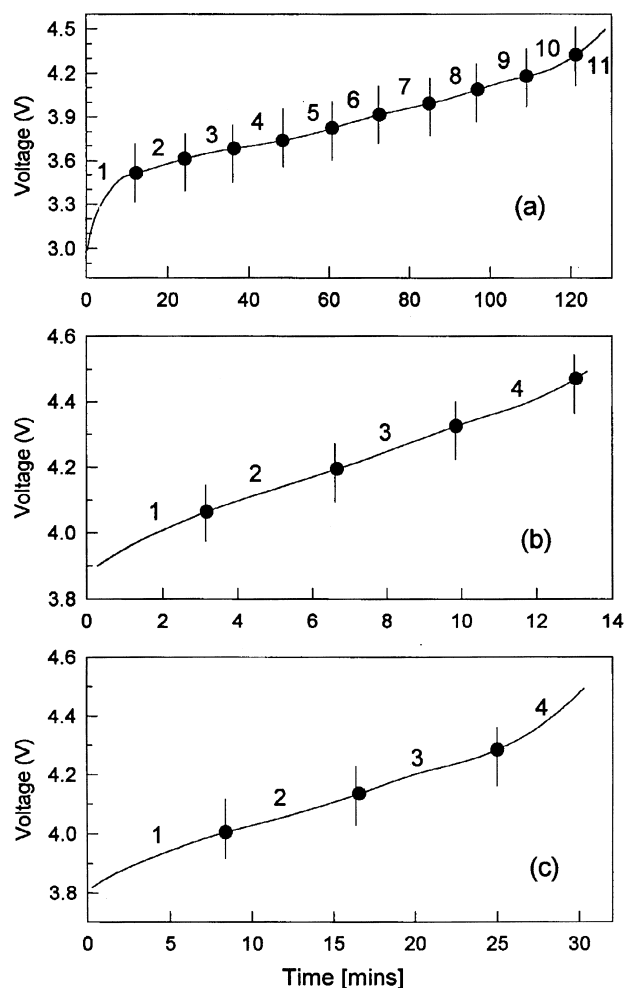 4.5
4.2
3.9
3.6
3.3
3.0
Voltage (V)
1 2 3 4 5 6 7 8 9 10 11
(a)
0 20 40 60 80 100 120
4.6
4.4
4.2
4.0
3.8
Voltage (V)
1 2 3 4
(b)
0 2 4 6 8 10 12 14
4.6
4.4
4.2
4.0
3.8
Voltage (V)
1 2 3 4
(c)
0 5 10 15 20 25 30
Time [mins]